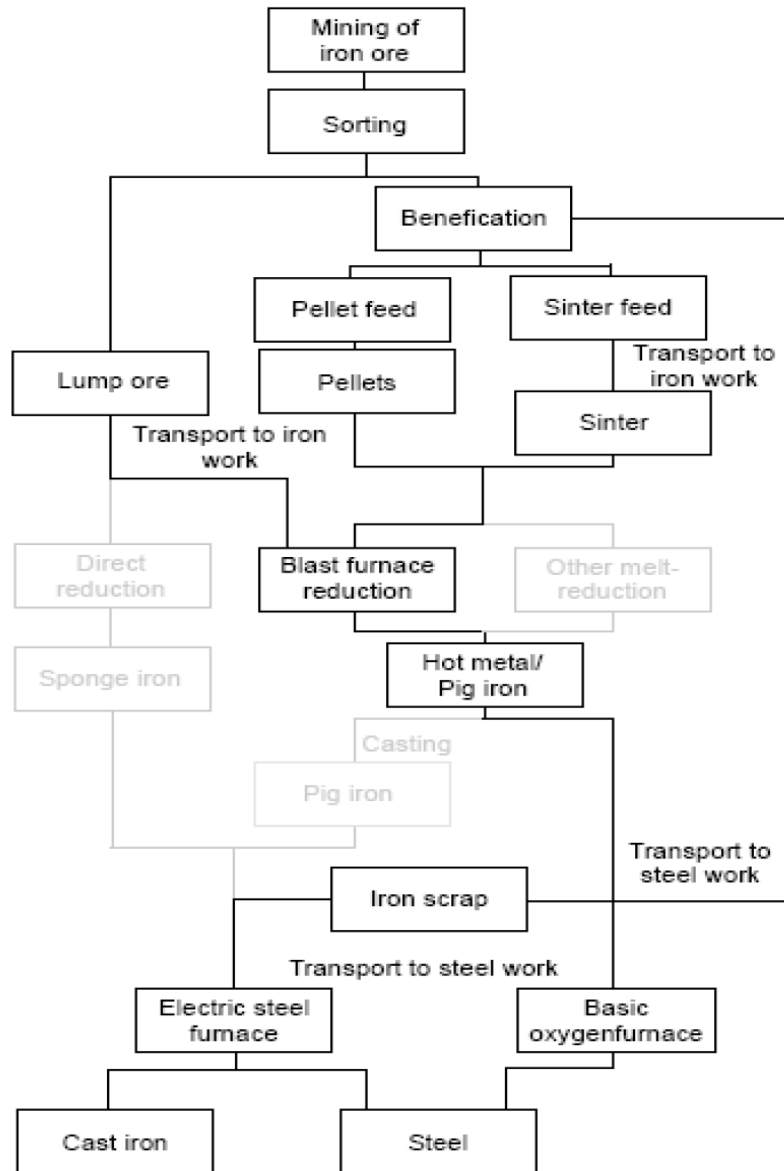 Mining of
iron ore
Sorting
Benefication
Pellet feed
Sinter feed
Transport to
iron work
Lump ore
Pellets
Sinter
Transport to iron
work
Direct
reduction
Blast furnace
reduction
Other melt-
reduction
Sponge iron
Hot metal/
Pig iron
Casting
Pig iron
Transport to
steel work
Iron scrap
Transport to steel work
Electric steel
furnace
Basic
oxygenfurnace
Cast iron
Steel